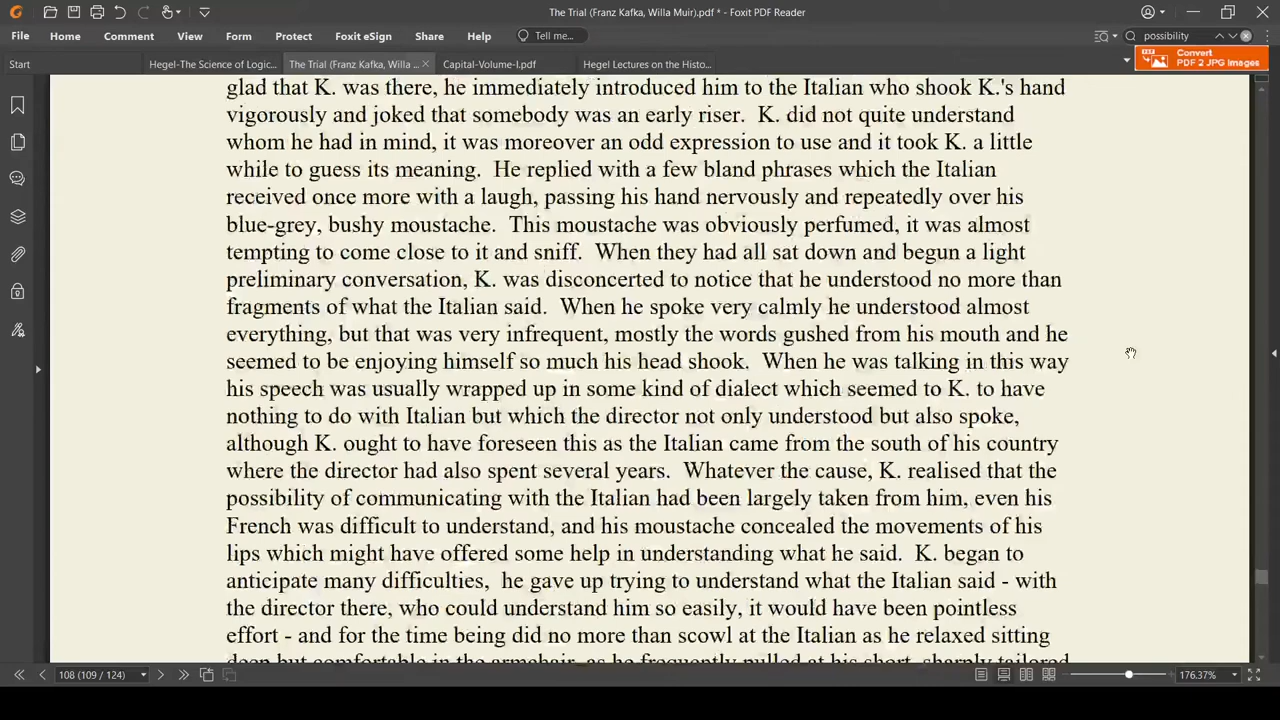 The Trial (Franz Kafka, Willa Muir).pdf * - Foxit PDF Reader
File Home Comment View Form Protect Foxit eSign Share Help Tell me... possibility
Start Hegel-The Science of Logic... The Trial (Franz Kafka, Willa ... Capital-Volume-I.pdf Hegel Lectures on the Histo...
Convert
PDF 2 JPG Images
glad that K. was there, he immediately introduced him to the Italian who shook K.'s hand
vigorously and joked that somebody was an early riser. K. did not quite understand
whom he had in mind, it was moreover an odd expression to use and it took K. a little
while to guess its meaning. He replied with a few bland phrases which the Italian
received once more with a laugh, passing his hand nervously and repeatedly over his
blue-grey, bushy moustache. This moustache was obviously perfumed, it was almost
tempting to come close to it and sniff. When they had all sat down and begun a light
preliminary conversation, K. was disconcerted to notice that he understood no more than
fragments of what the Italian said. When he spoke very calmly he understood almost
everything, but that was very infrequent, mostly the words gushed from his mouth and he
seemed to be enjoying himself so much his head shook. When he was talking in this way
his speech was usually wrapped up in some kind of dialect which seemed to K. to have
nothing to do with Italian but which the director not only understood but also spoke,
although K. ought to have foreseen this as the Italian came from the south of his country
where the director had also spent several years. Whatever the cause, K. realised that the
possibility of communicating with the Italian had been largely taken from him, even his
French was difficult to understand, and his moustache concealed the movements of his
lips which might have offered some help in understanding what he said. K. began to
anticipate many difficulties, he gave up trying to understand what the Italian said - with
the director there, who could understand him so easily, it would have been pointless
effort - and for the time being did no more than scowl at the Italian as he relaxed sitting
deep but comfortable in the armchair, as he frequently pulled at his short, sharply tailored
108 (109 / 124) 176.37%